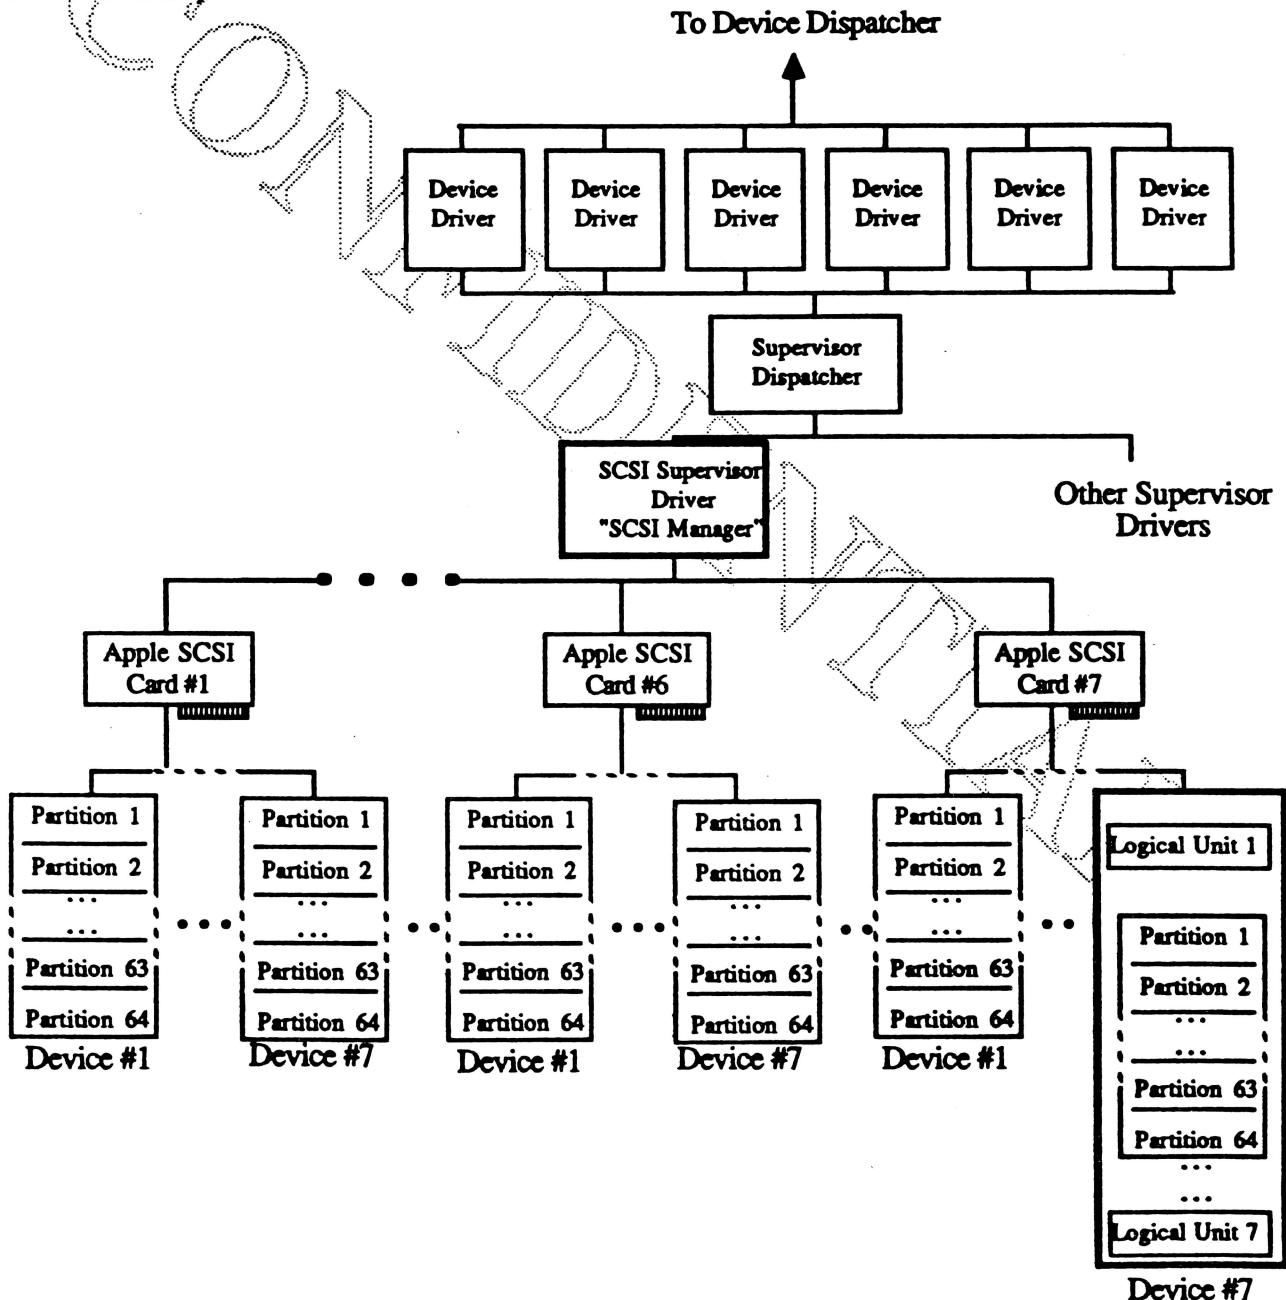 To Device Dispatcher
Device Driver
Device Driver
Device Driver
Device Driver
Device Driver
Device Driver
Supervisor
Dispatcher
SCSI Supervisor
Driver
"SCSI Manager"
Other Supervisor
Drivers
Apple SCSI
Card #1
Apple SCSI
Card #6
Apple SCSI
Card #7
Partition 1
Partition 2
...
...
Partition 63
Partition 64
Device #1
Partition 1
Partition 2
...
...
Partition 63
Partition 64
Device #7
Partition 1
Partition 2
...
...
Partition 63
Partition 64
Device #1
Partition 1
Partition 2
...
...
Partition 63
Partition 64
Device #7
Partition 1
Partition 2
...
...
Partition 63
Partition 64
Device #1
Logical Unit 1
Partition 1
Partition 2
...
...
Partition 63
Partition 64
...
...
Logical Unit 7
Device #7
CONFIDENTIAL